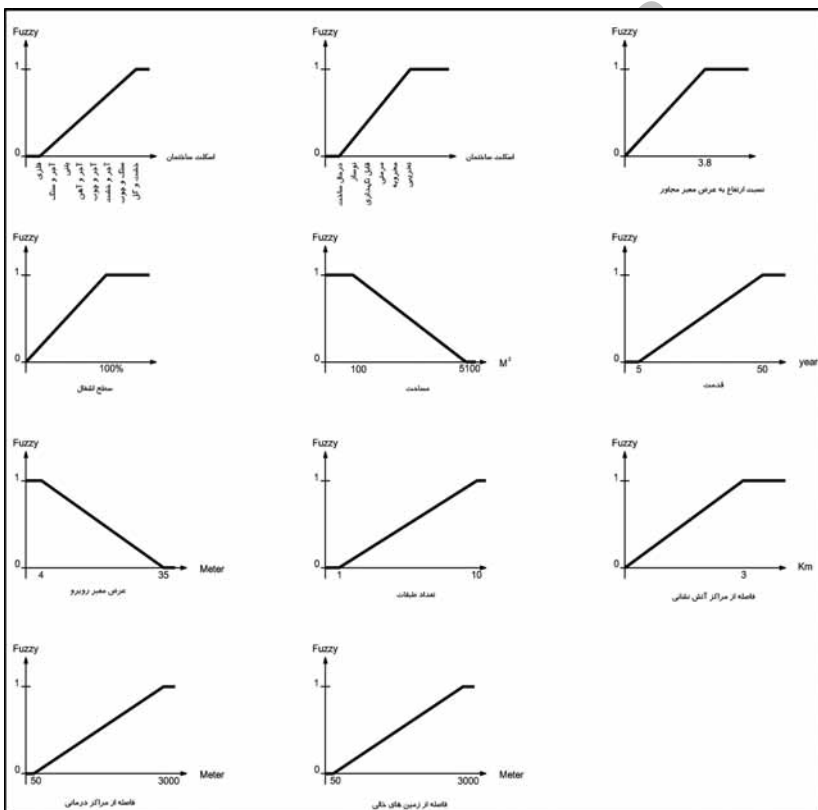 Fuzzy
1
0
فلزی
آجر و سنگ
بتنی
آجر و آهن
آجر و چوب
آجر و خشت
سنگ و چوب
خشت و گل
اسکلت ساختمان
Fuzzy
1
0
درحال ساخت
نوساز
قابل نگهداری
مرمتی
مخروبه
تخریبی
اسکلت ساختمان
Fuzzy
1
0
3.8
نسبت ارتفاع به عرض معبر مجاور
Fuzzy
1
0
100%
سطح اشغال
Fuzzy
1
0
100
5100
M²
مساحت
Fuzzy
1
0
5
50
year
قدمت
Fuzzy
1
0
4
35
Meter
عرض معبر روبرو
Fuzzy
1
0
1
10
تعداد طبقات
Fuzzy
1
0
3
Km
فاصله از مراکز آتش نشانی
Fuzzy
1
0
50
3000
Meter
فاصله از مراکز درمانی
Fuzzy
1
0
50
3000
Meter
فاصله از زمین های خالی